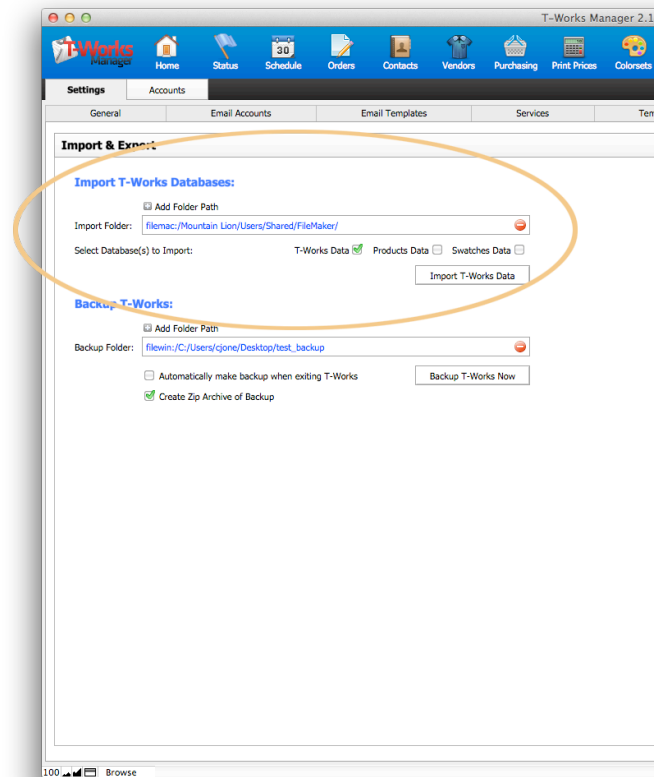 T-Works Manager 2.1
T-Works
Manager
Home Status 30 Schedule Orders Contacts Vendors Purchasing Print Prices Colorsets
Settings Accounts
General Email Accounts Email Templates Services Tem
Import & Export
Import T-Works Databases:
Add Folder Path
Import Folder: filemac:/Mountain Lion/Users/Shared/FileMaker/
Select Database(s) to Import: T-Works Data Products Data Swatches Data
Import T-Works Data
Backup T-Works:
Add Folder Path
Backup Folder: filewin:/C:/Users/cjone/Desktop/test_backup
Automatically make backup when exiting T-Works Backup T-Works Now
Create Zip Archive of Backup
100 Browse